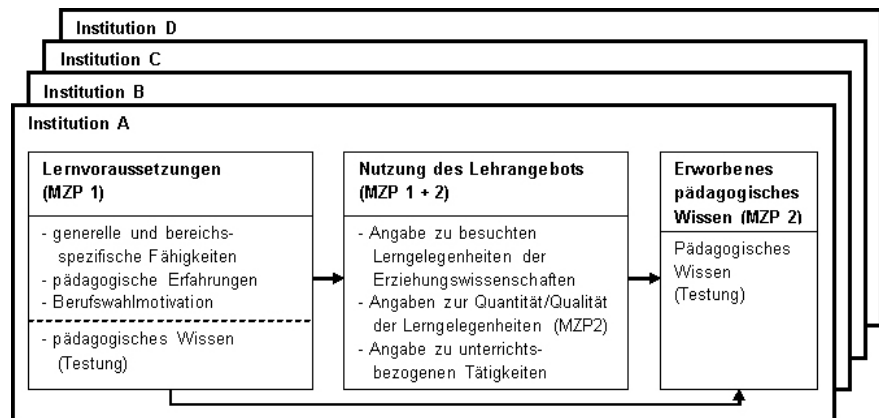 Institution D
Institution C
Institution B
Institution A
Lernvoraussetzungen
(MZP 1)
- generelle und bereichs-
spezifische Fähigkeiten
- pädagogische Erfahrungen
- Berufswahlmotivation
- pädagogisches Wissen
(Testung)
Nutzung des Lehrangebots
(MZP 1 + 2)
- Angabe zu besuchten
Lerngelegenheiten der
Erziehungswissenschaften
- Angaben zur Quantität/Qualität
der Lerngelegenheiten (MZP2)
- Angabe zu unterrichts-
bezogenen Tätigkeiten
Erworbenes
pädagogisches
Wissen (MZP 2)
Pädagogisches
Wissen
(Testung)